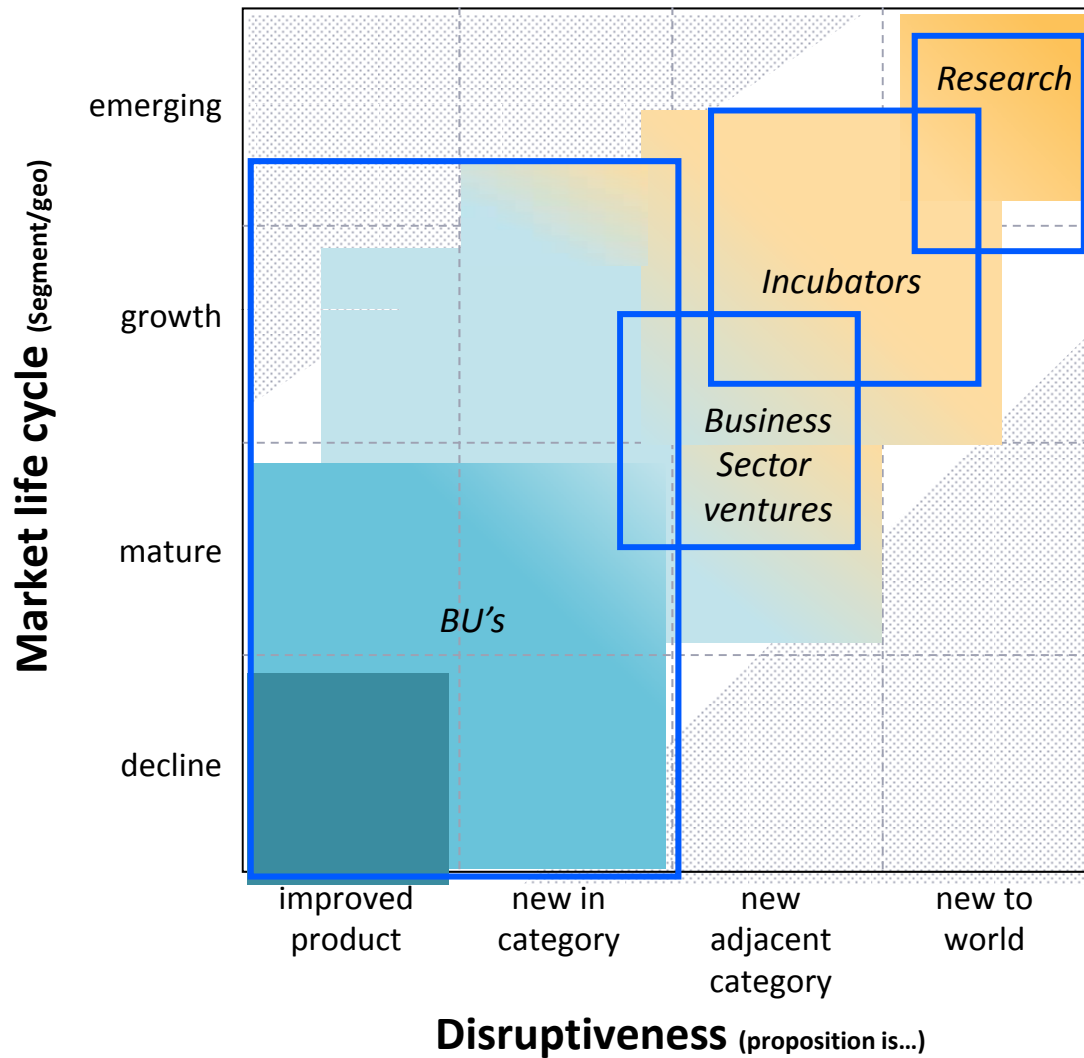 Market life cycle (Segment/geo)
emerging
growth
mature
decline
Research
Incubators
Business
Sector
ventures
BU’s
improved
product
new in
category
new
adjacent
category
new to
world
Disruptiveness (proposition is...)